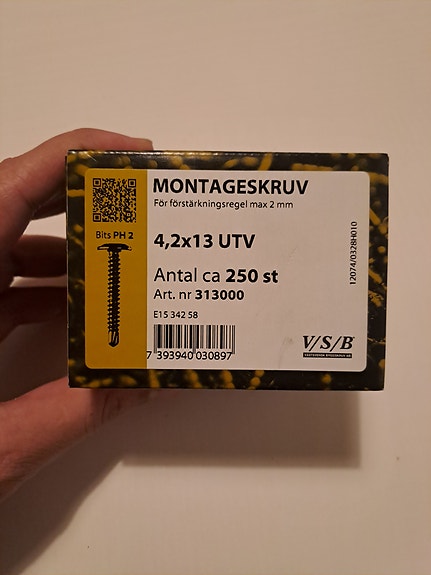 MONTAGESKRUV
För förstärkningsregel max 2 mm
Bits PH 2
4,2x13 UTV
Antal ca 250 st
Art. nr 313000
E15 342 58
7 393940 030897
12074/0328H010
V/S/B